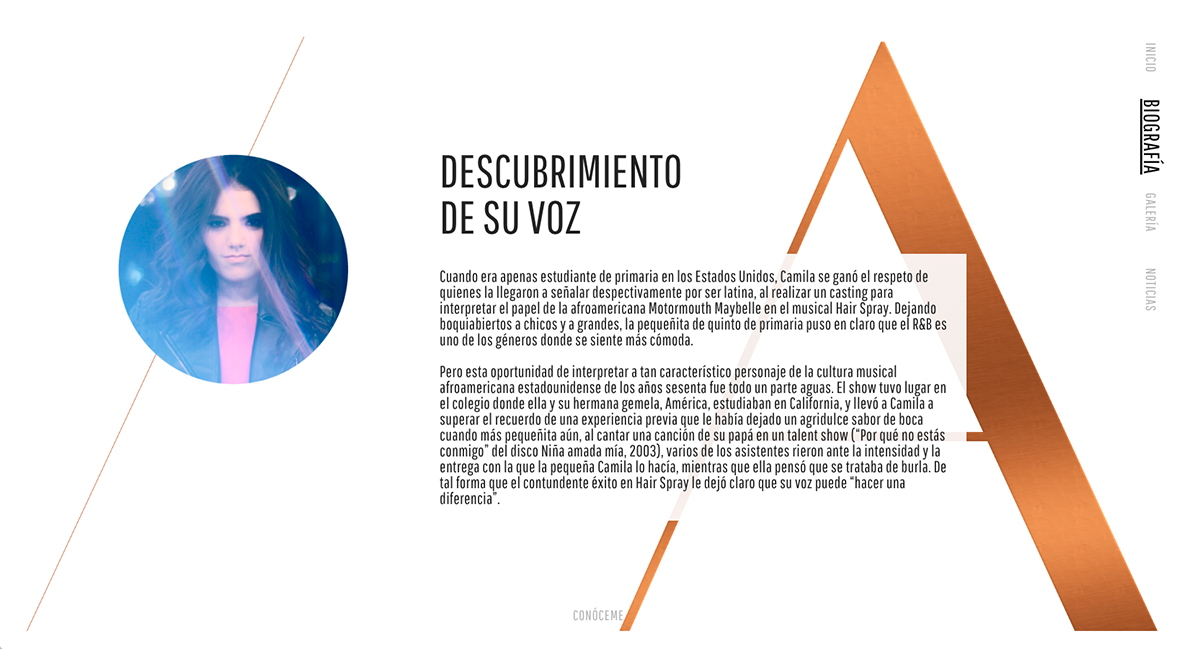 INICIO
BIOGRAFÍA
GALERÍA
NOTICIAS
DESCUBRIMIENTO
DE SU VOZ
Cuando era apenas estudiante de primaria en los Estados Unidos, Camila se ganó el respeto de
quienes la llegaron a señalar despectivamente por ser latina, al realizar un casting para
interpretar el papel de la afroamericana Motormouth Maybelle en el musical Hair Spray. Dejando
boquiabiertos a chicos y a grandes, la pequeñita de quinto de primaria puso en claro que el R&B es
uno de los géneros donde se siente más cómoda.
Pero esta oportunidad de interpretar a tan característico personaje de la cultura musical
afroamericana estadounidense de los años sesenta fue todo un parte aguas. El show tuvo lugar en
el colegio donde ella y su hermana gemela, América, estudiaban en California, y llevó a Camila a
superar el recuerdo de una experiencia previa que le había dejado un agridulce sabor de boca
cuando más pequeñita aún, al cantar una canción de su papá en un talent show (“Por qué no estás
conmigo” del disco Niña amada mía, 2003), varios de los asistentes rieron ante la intensidad y la
entrega con la que la pequeña Camila lo hacía, mientras que ella pensó que se trataba de burla. De
tal forma que el contundente éxito en Hair Spray le dejó claro que su voz puede “hacer una
diferencia”.
CONÓCEME
A